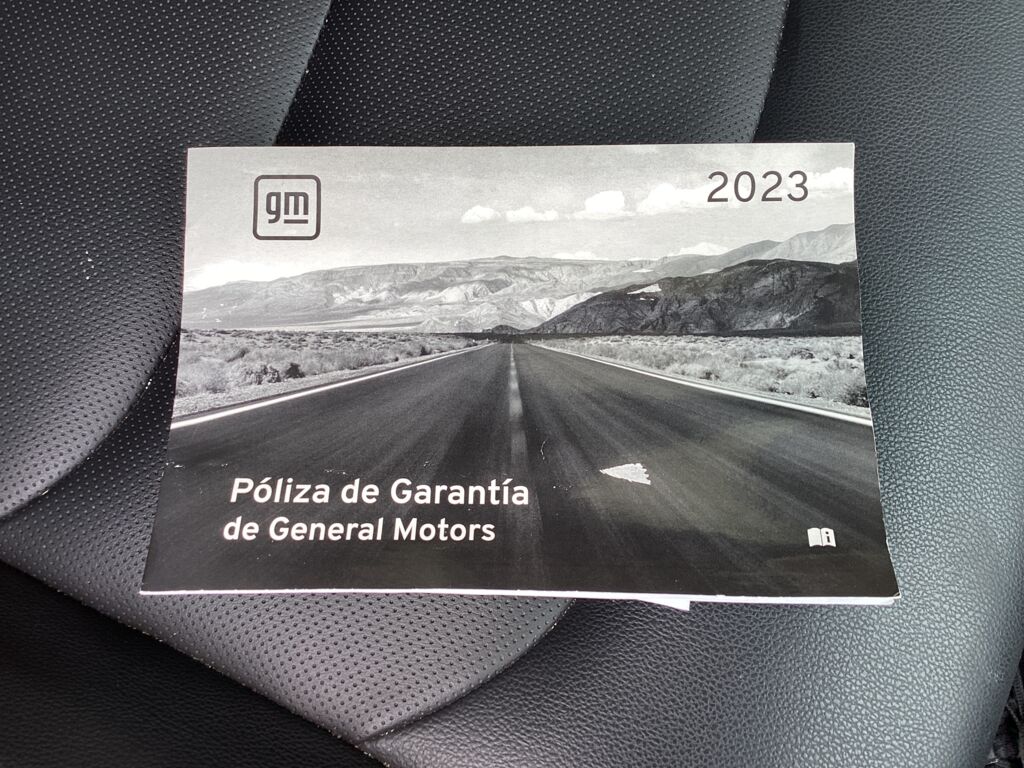 gm
2023
Póliza de Garantía
de General Motors
i